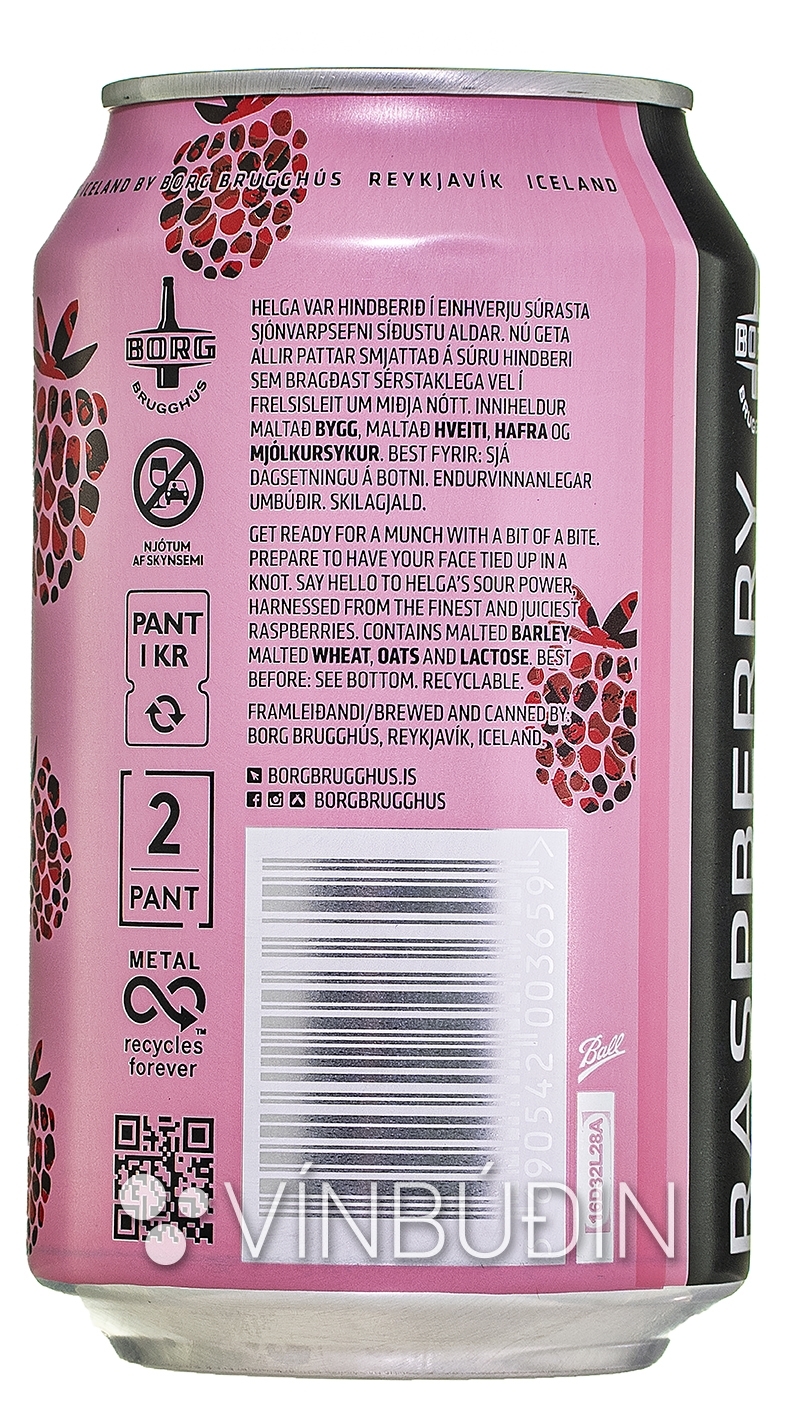 ICELAND BY BORG BRUGGHÚS REYKJAVÍK ICELAND
BORG
BRUGGHÚS
NJÓTUM
AF SKYNSEMI
PANT
1 KR
2
PANT
METAL
recycles
forever
HELGA VAR HINDBERIÐ Í EINHVERJU SÚRASTA
SJÓNVARPSEFNI SÍÐUSTU ALDAR. NÚ GETA
ALLIR PATTAR SMJATTAÐ Á SÚRU HINDBERI
SEM BRAGÐAST SÉRSTAKLEGA VEL Í
FRELSISLEIT UM MIÐJA NÓTT. INNIHELDUR
MALTAÐ BYGG, MALTAÐ HVEITI, HAFRA OG
MJÓLKURSYKUR. BEST FYRIR: SJÁ
DAGSETNINGU Á BOTNI. ENDURVINNANLEGAR
UMBÚÐIR. SKILAGJALD.
GET READY FOR A MUNCH WITH A BIT OF A BITE.
PREPARE TO HAVE YOUR FACE TIED UP IN A
KNOT. SAY HELLO TO HELGA'S SOUR POWER,
HARNESSED FROM THE FINEST AND JUICIEST
RASPBERRIES. CONTAINS MALTED BARLEY,
MALTED WHEAT, OATS AND LACTOSE. BEST
BEFORE: SEE BOTTOM. RECYCLABLE.
FRAMLEIÐANDI/BREWED AND CANNED BY:
BORG BRUGGHÚS, REYKJAVÍK, ICELAND.
BORGBRUGGHUS.IS
BORGBRUGGHUS
90542 003659 >
Ball
16D32L28A
RASPBERRY
BORG
VÍNBÚÐIN